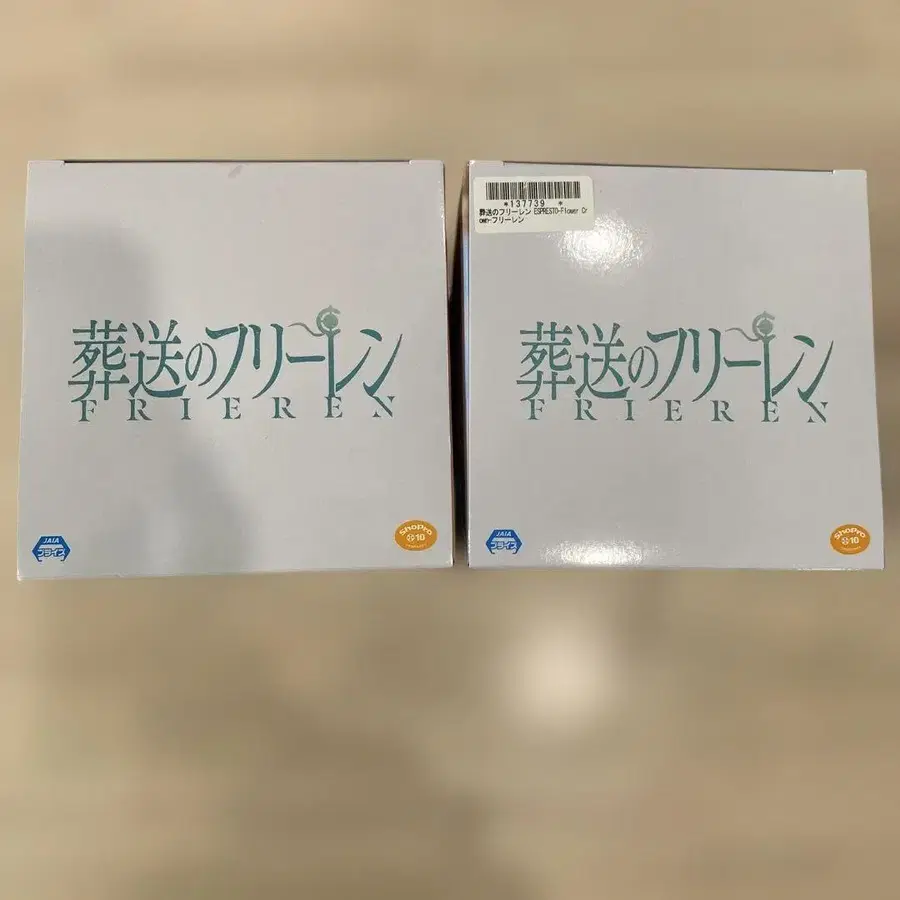 葬送のフリーレン
FRIEREN
JAIA
プライズ
ShoPro
10
*137739 *
葬送のフリーレン ESPRESTO-Flower Cr
own-フリーレン
葬送のフリーレン
FRIEREN
JAIA
プライズ
ShoPro
10